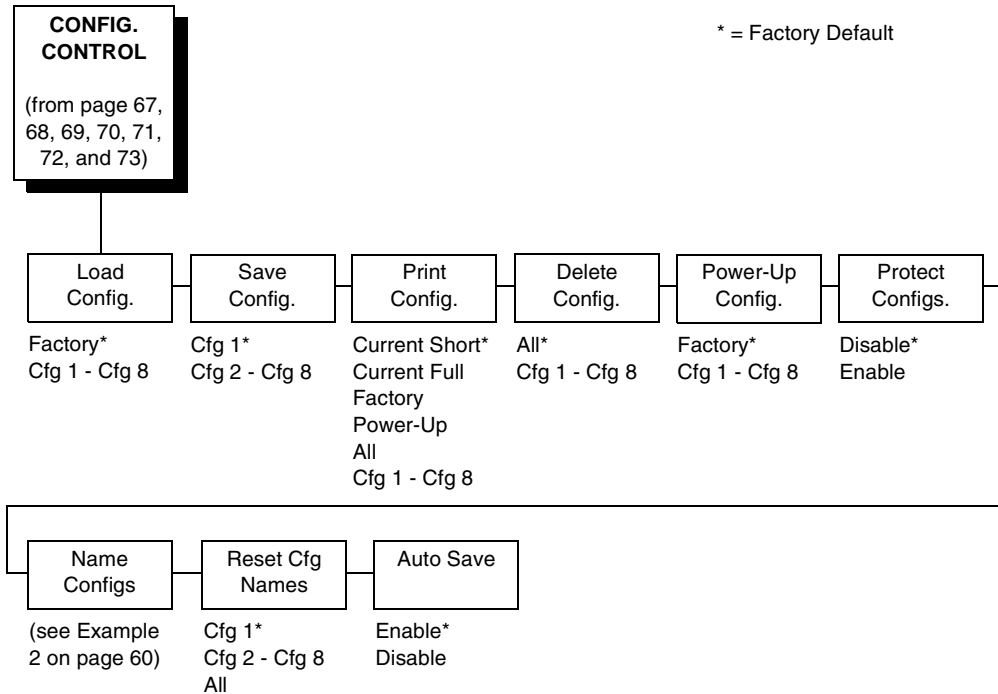 CONFIG.
CONTROL
(from page 67,
68, 69, 70, 71,
72, and 73)
* = Factory Default
Load
Config.
Factory*
Cfg 1 - Cfg 8
Save
Config.
Cfg 1*
Cfg 2 - Cfg 8
Print
Config.
Current Short*
Current Full
Factory
Power-Up
All
Cfg 1 - Cfg 8
Delete
Config.
All*
Cfg 1 - Cfg 8
Power-Up
Config.
Factory*
Cfg 1 - Cfg 8
Protect
Configs.
Disable*
Enable
Name
Configs
(see Example
2 on page 60)
Reset Cfg
Names
Cfg 1*
Cfg 2 - Cfg 8
All
Auto Save
Enable*
Disable